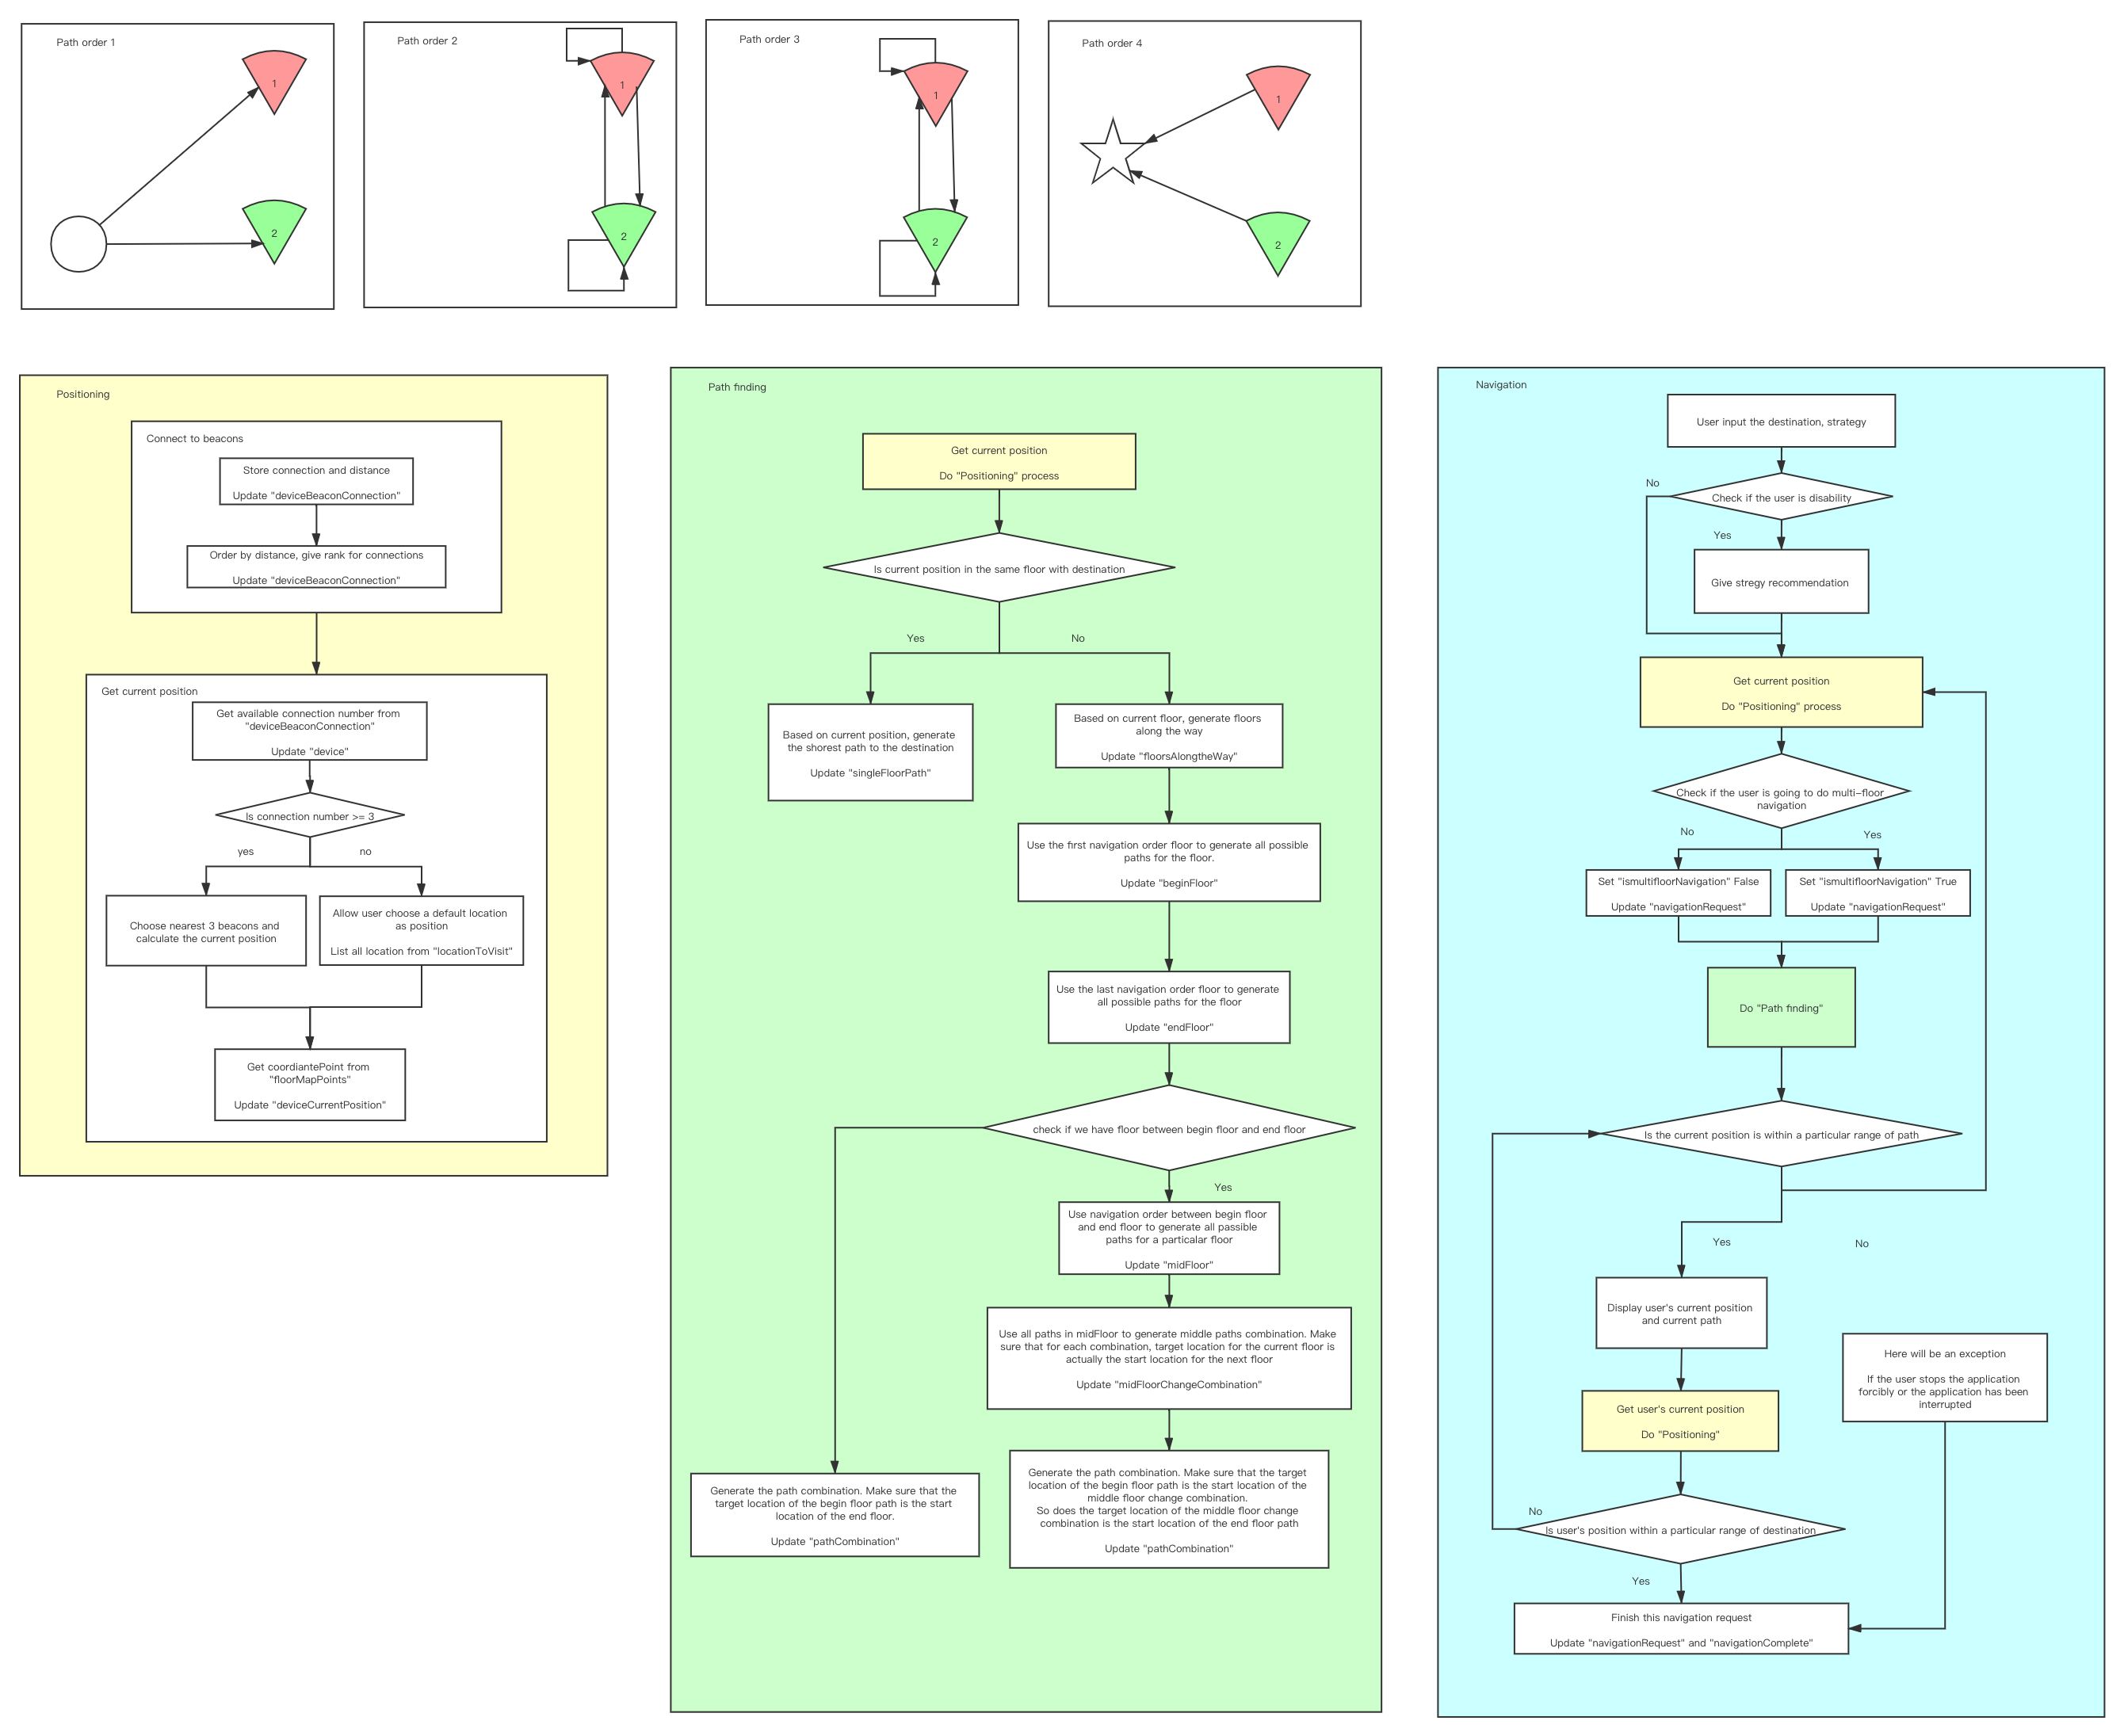 Path order 1
1
2
Path order 2
1
2
Path order 3
1
2
Path order 4
1
2
Positioning
Connect to beacons
Store connection and distance
Update "deviceBeaconConnection"
Order by distance, give rank for connections
Update "deviceBeaconConnection"
Get current position
Get available connection number from
"deviceBeaconConnection"
Update "device"
Is connection number >= 3
yes
no
Choose nearest 3 beacons and
calculate the current position
Allow user choose a default location
as position
List all location from "locationToVisit"
Get coordiantePoint from
"floorMapPoints"
Update "deviceCurrentPosition"
Path finding
Get current position
Do "Positioning" process
Is current position in the same floor with destination
Yes
No
Based on current position, generate
the shorest path to the destination
Update "singleFloorPath"
Based on current floor, generate floors
along the way
Update "floorsAlongtheWay"
Use the first navigation order floor to generate all possible
paths for the floor.
Update "beginFloor"
Use the last navigation order floor to generate
all possible paths for the floor
Update "endFloor"
check if we have floor between begin floor and end floor
Yes
Use navigation order between begin floor
and end floor to generate all passible
paths for a particalar floor
Update "midFloor"
Use all paths in midFloor to generate middle paths combination. Make
sure that for each combination, target location for the current floor is
actually the start location for the next floor
Update "midFloorChangeCombination"
Generate the path combination. Make sure that the
target location of the begin floor path is the start
location of the end floor.
Update "pathCombination"
Generate the path combination. Make sure that the target
location of the begin floor path is the start location of the
middle floor change combination.
So does the target location of the middle floor change
combination is the start location of the end floor path
Update "pathCombination"
Navigation
User input the destination, strategy
No
Check if the user is disability
Yes
Give stregy recommendation
Get current position
Do "Positioning" process
Check if the user is going to do multi-floor
navigation
No
Yes
Set "ismultifloorNavigation" False
Update "navigationRequest"
Set "ismultifloorNavigation" True
Update "navigationRequest"
Do "Path finding"
Is the current position is within a particular range of path
Yes
No
Display user's current position
and current path
Here will be an exception
If the user stops the application
forcibly or the application has been
interrupted
Get user's current position
Do "Positioning"
No
Is user's position within a particular range of destination
Yes
Finish this navigation request
Update "navigationRequest" and "navigationComplete"